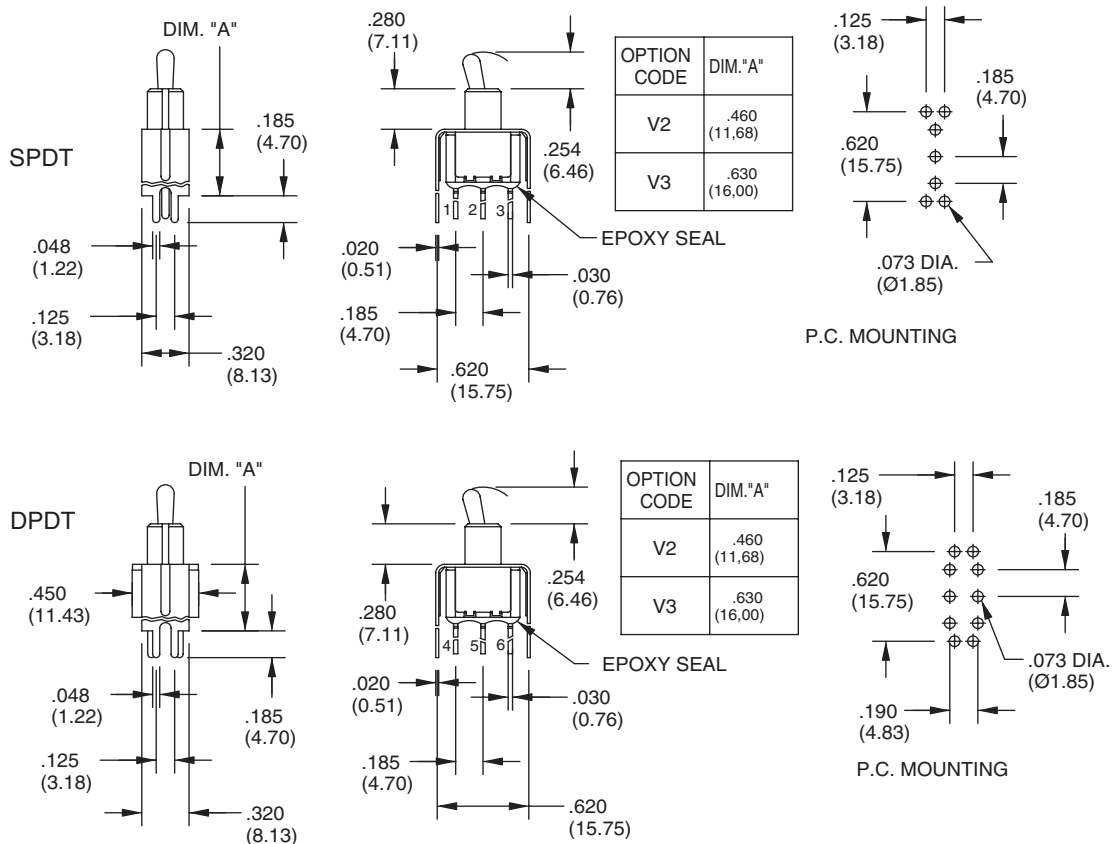 SPDT
DIM. "A"
.185
(4.70)
.048
(1.22)
.125
(3.18)
.320
(8.13)
.280
(7.11)
.254
(6.46)
1 2 3
EPOXY SEAL
.020
(0.51)
.030
(0.76)
.185
(4.70)
.620
(15.75)
OPTION CODE DIM."A"
V2 .460 (11,68)
V3 .630 (16,00)
.125
(3.18)
.185
(4.70)
.620
(15.75)
.073 DIA.
(Ø1.85)
P.C. MOUNTING
DPDT
DIM. "A"
.450
(11.43)
.048
(1.22)
.185
(4.70)
.125
(3.18)
.320
(8.13)
.254
(6.46)
.280
(7.11)
4 5 6
EPOXY SEAL
.020
(0.51)
.030
(0.76)
.185
(4.70)
.620
(15.75)
OPTION CODE DIM."A"
V2 .460 (11,68)
V3 .630 (16,00)
.125
(3.18)
.185
(4.70)
.620
(15.75)
.073 DIA.
(Ø1.85)
.190
(4.83)
P.C. MOUNTING